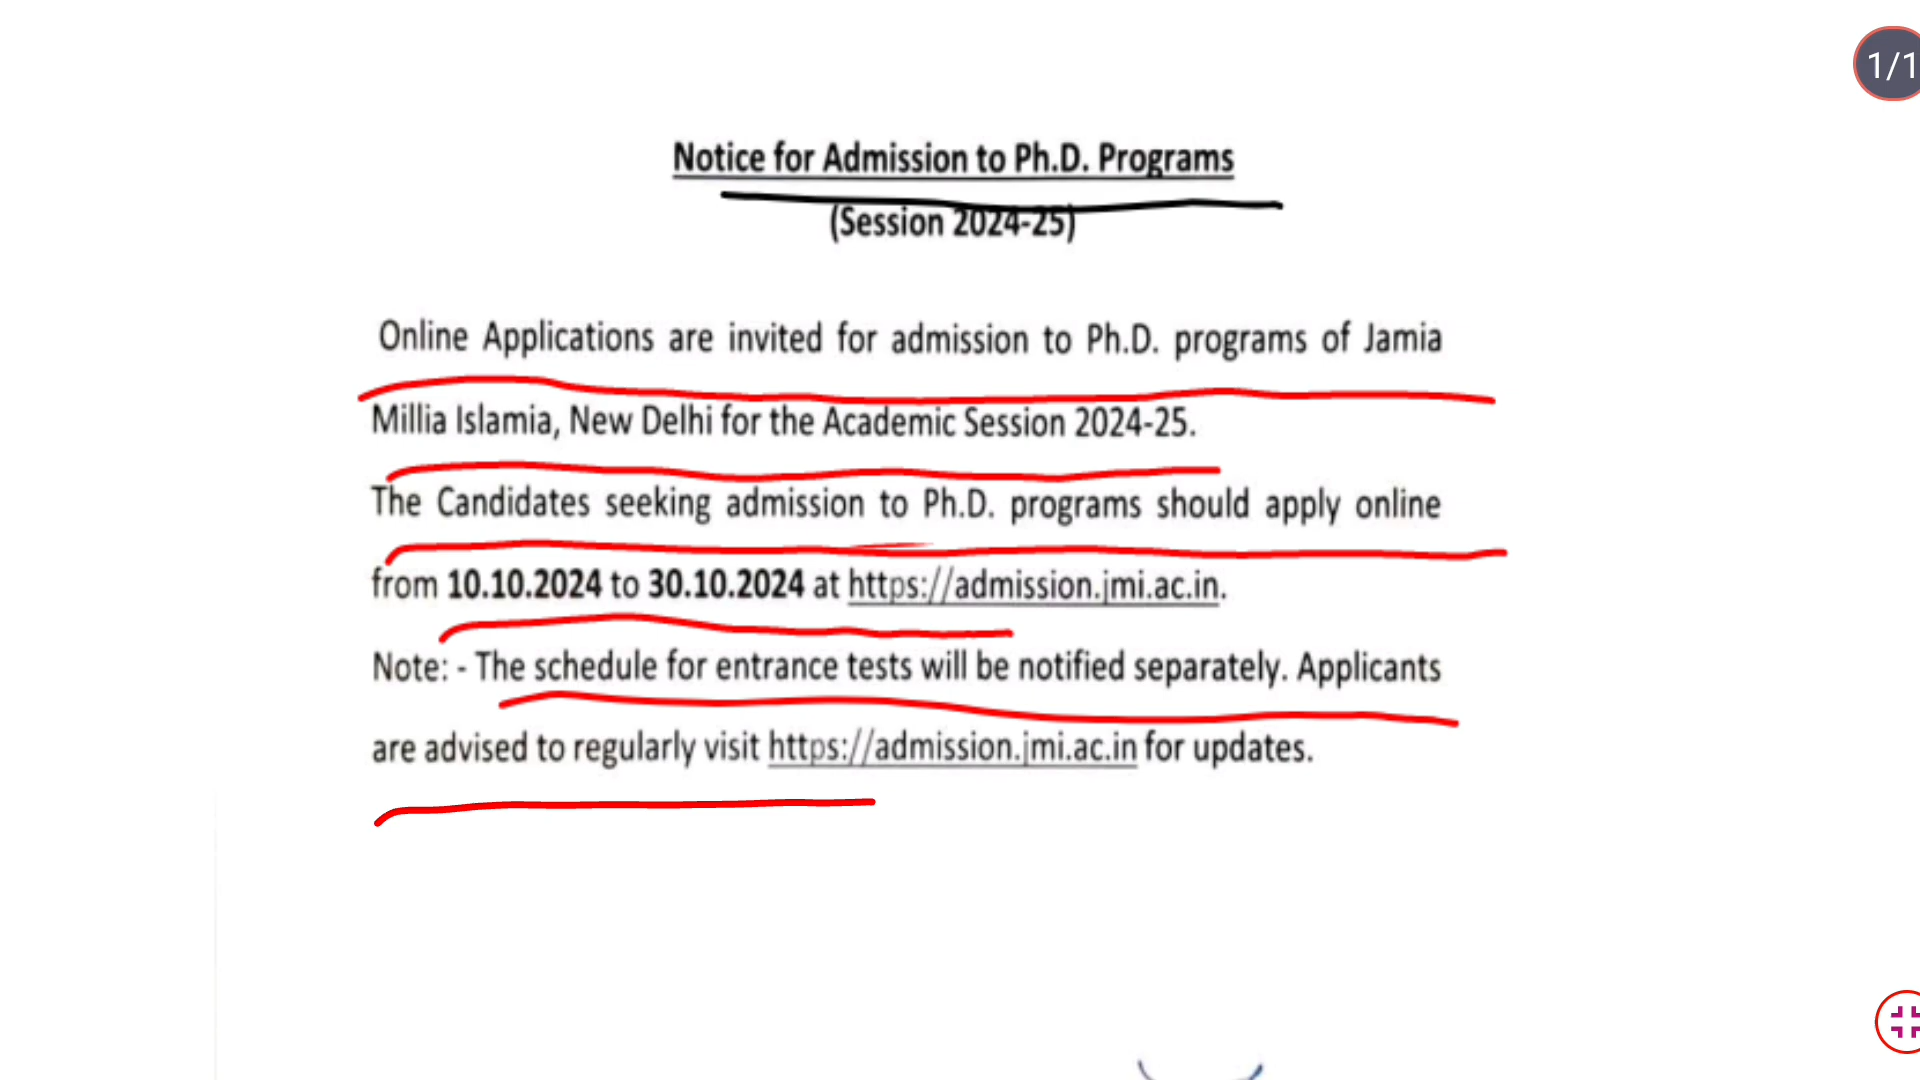 1/1
Notice for Admission to Ph.D. Programs
(Session 2024-25)
Online Applications are invited for admission to Ph.D. programs of Jamia
Millia Islamia, New Delhi for the Academic Session 2024-25.
The Candidates seeking admission to Ph.D. programs should apply online
from 10.10.2024 to 30.10.2024 at https://admission.jmi.ac.in.
Note: - The schedule for entrance tests will be notified separately. Applicants
are advised to regularly visit https://admission.jmi.ac.in for updates.